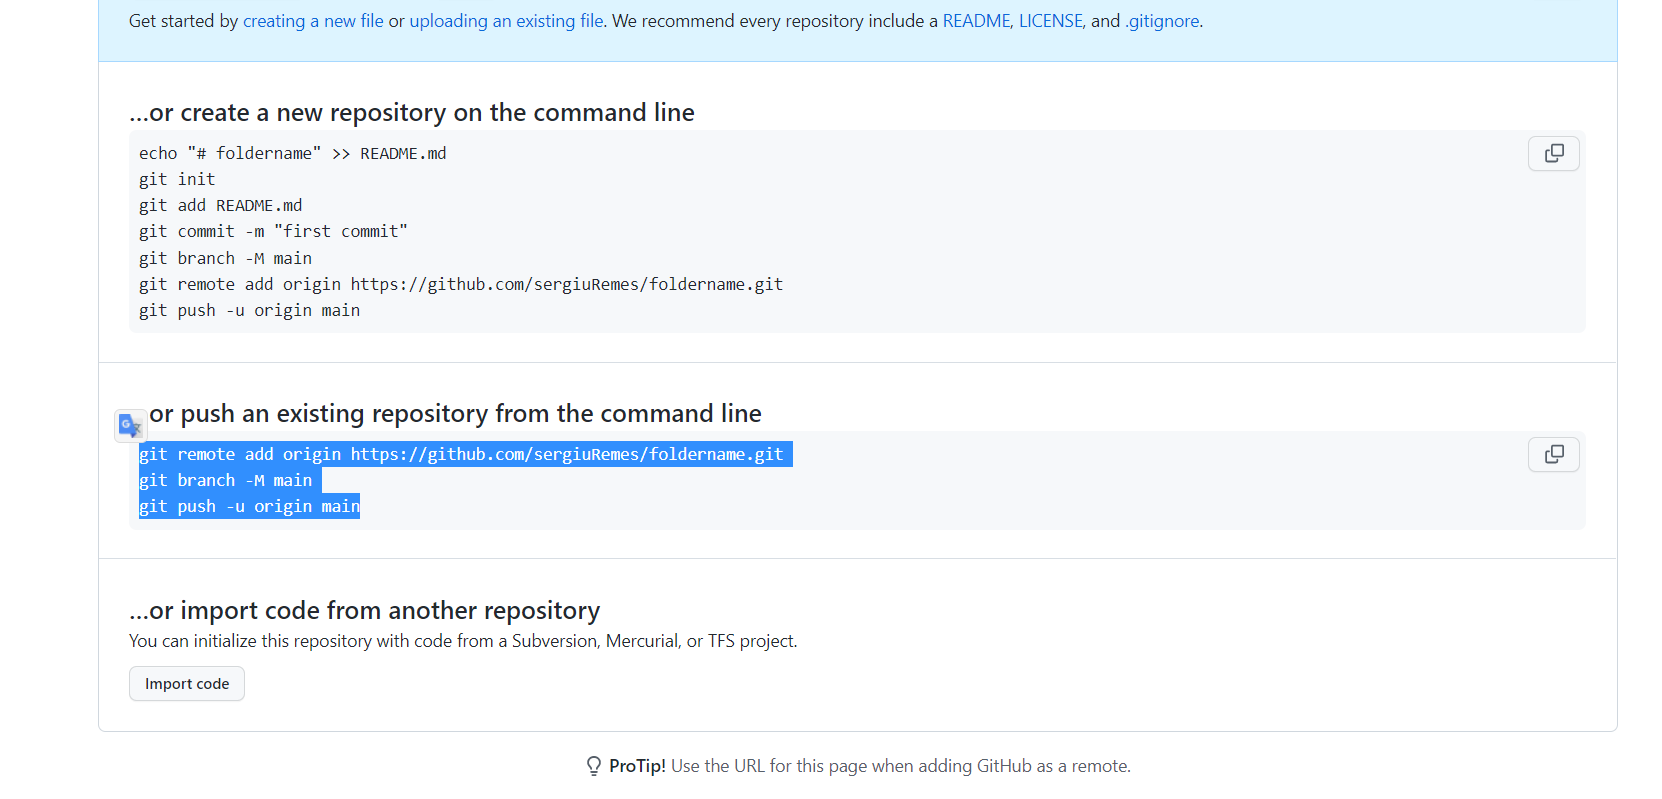 Get started by creating a new file or uploading an existing file. We recommend every repository include a README, LICENSE, and .gitignore.
...or create a new repository on the command line
echo "# foldername" >> README.md
git init
git add README.md
git commit -m "first commit"
git branch -M main
git remote add origin https://github.com/sergiuRemes/foldername.git
git push -u origin main
or push an existing repository from the command line
git remote add origin https://github.com/sergiuRemes/foldername.git
git branch -M main
git push -u origin main
...or import code from another repository
You can initialize this repository with code from a Subversion, Mercurial, or TFS project.
Import code
ProTip! Use the URL for this page when adding GitHub as a remote.